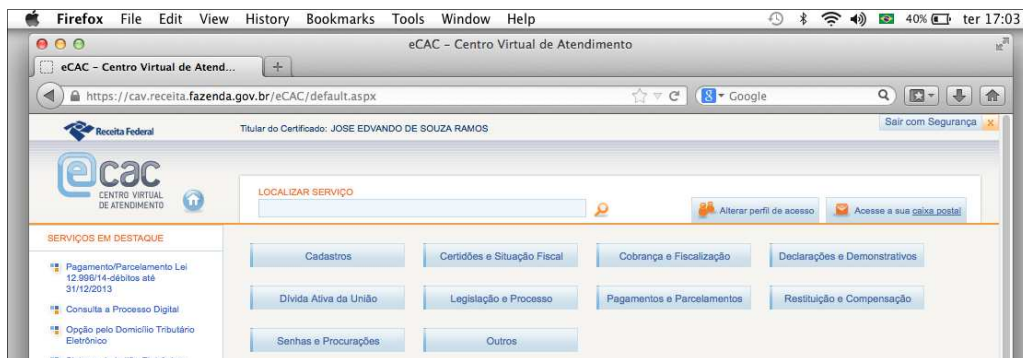 Firefox File Edit View History Bookmarks Tools Window Help 40% ter 17:03
eCAC – Centro Virtual de Atendimento
eCAC – Centro Virtual de Atend...
https://cav.receita.fazenda.gov.br/eCAC/default.aspx
Google
Receita Federal
Titular do Certificado: JOSE EDVANDO DE SOUZA RAMOS
Sair com Segurança
ecac
CENTRO VIRTUAL
DE ATENDIMENTO
LOCALIZAR SERVIÇO
Alterar perfil de acesso
Acesse a sua caixa postal
SERVIÇOS EM DESTAQUE
Pagamento/Parcelamento Lei
12.996/14-débitos até
31/12/2013
Consulta a Processo Digital
Opção pelo Domicílio Tributário
Eletrônico
Cadastros
Certidões e Situação Fiscal
Cobrança e Fiscalização
Declarações e Demonstrativos
Dívida Ativa da União
Legislação e Processo
Pagamentos e Parcelamentos
Restituição e Compensação
Senhas e Procurações
Outros